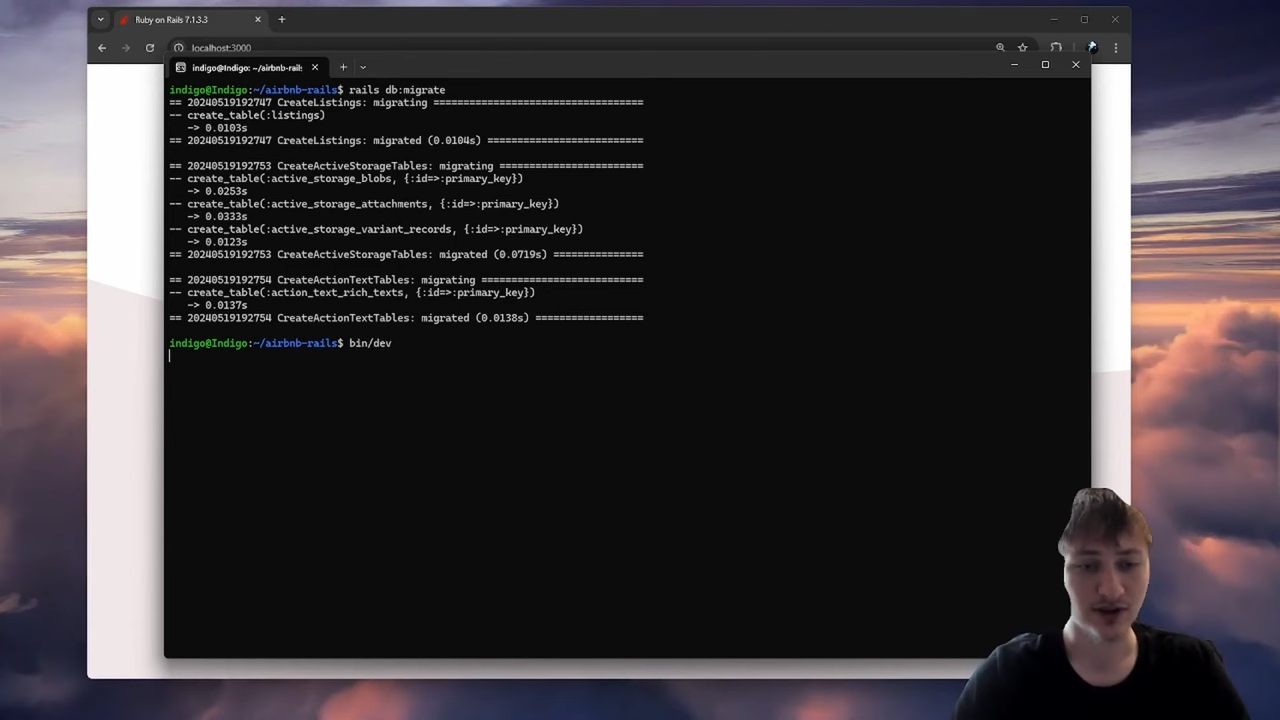 Ruby on Rails 7.1.3.3
localhost:3000
indigo@Indigo: ~/airbnb-rail:
indigo@Indigo:~/airbnb-rails$ rails db:migrate
== 20240519192747 CreateListings: migrating ===================================
-- create_table(:listings)
   -> 0.0103s
== 20240519192747 CreateListings: migrated (0.0104s) ==========================

== 20240519192753 CreateActiveStorageTables: migrating ========================
-- create_table(:active_storage_blobs, {:id=>:primary_key})
   -> 0.0253s
-- create_table(:active_storage_attachments, {:id=>:primary_key})
   -> 0.0333s
-- create_table(:active_storage_variant_records, {:id=>:primary_key})
   -> 0.0123s
== 20240519192753 CreateActiveStorageTables: migrated (0.0719s) ===============

== 20240519192754 CreateActionTextTables: migrating ===========================
-- create_table(:action_text_rich_texts, {:id=>:primary_key})
   -> 0.0137s
== 20240519192754 CreateActionTextTables: migrated (0.0138s) ==================

indigo@Indigo:~/airbnb-rails$ bin/dev